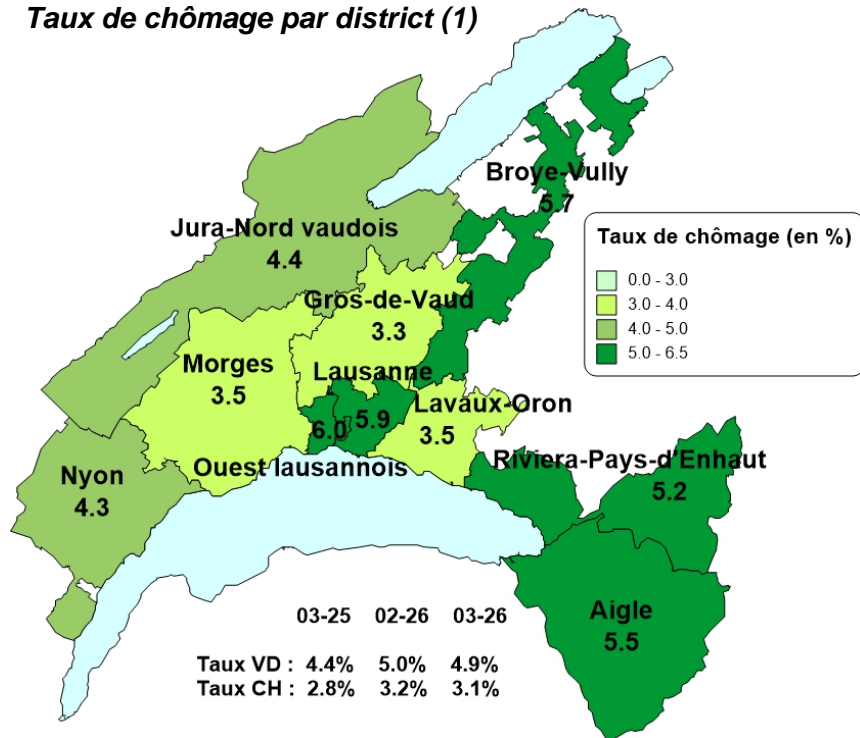 Taux de chômage par district (1)
Broye-Vully
5.7
Jura-Nord vaudois
4.4
Taux de chômage (en %)
0.0 - 3.0
3.0 - 4.0
4.0 - 5.0
5.0 - 6.5
Gros-de-Vaud
3.3
Morges
3.5
Lausanne
5.9
6.0
Ouest lausannois
Lavaux-Oron
3.5
Nyon
4.3
Riviera-Pays-d'Enhaut
5.2
Aigle
5.5
03-25 02-26 03-26
Taux VD : 4.4% 5.0% 4.9%
Taux CH : 2.8% 3.2% 3.1%